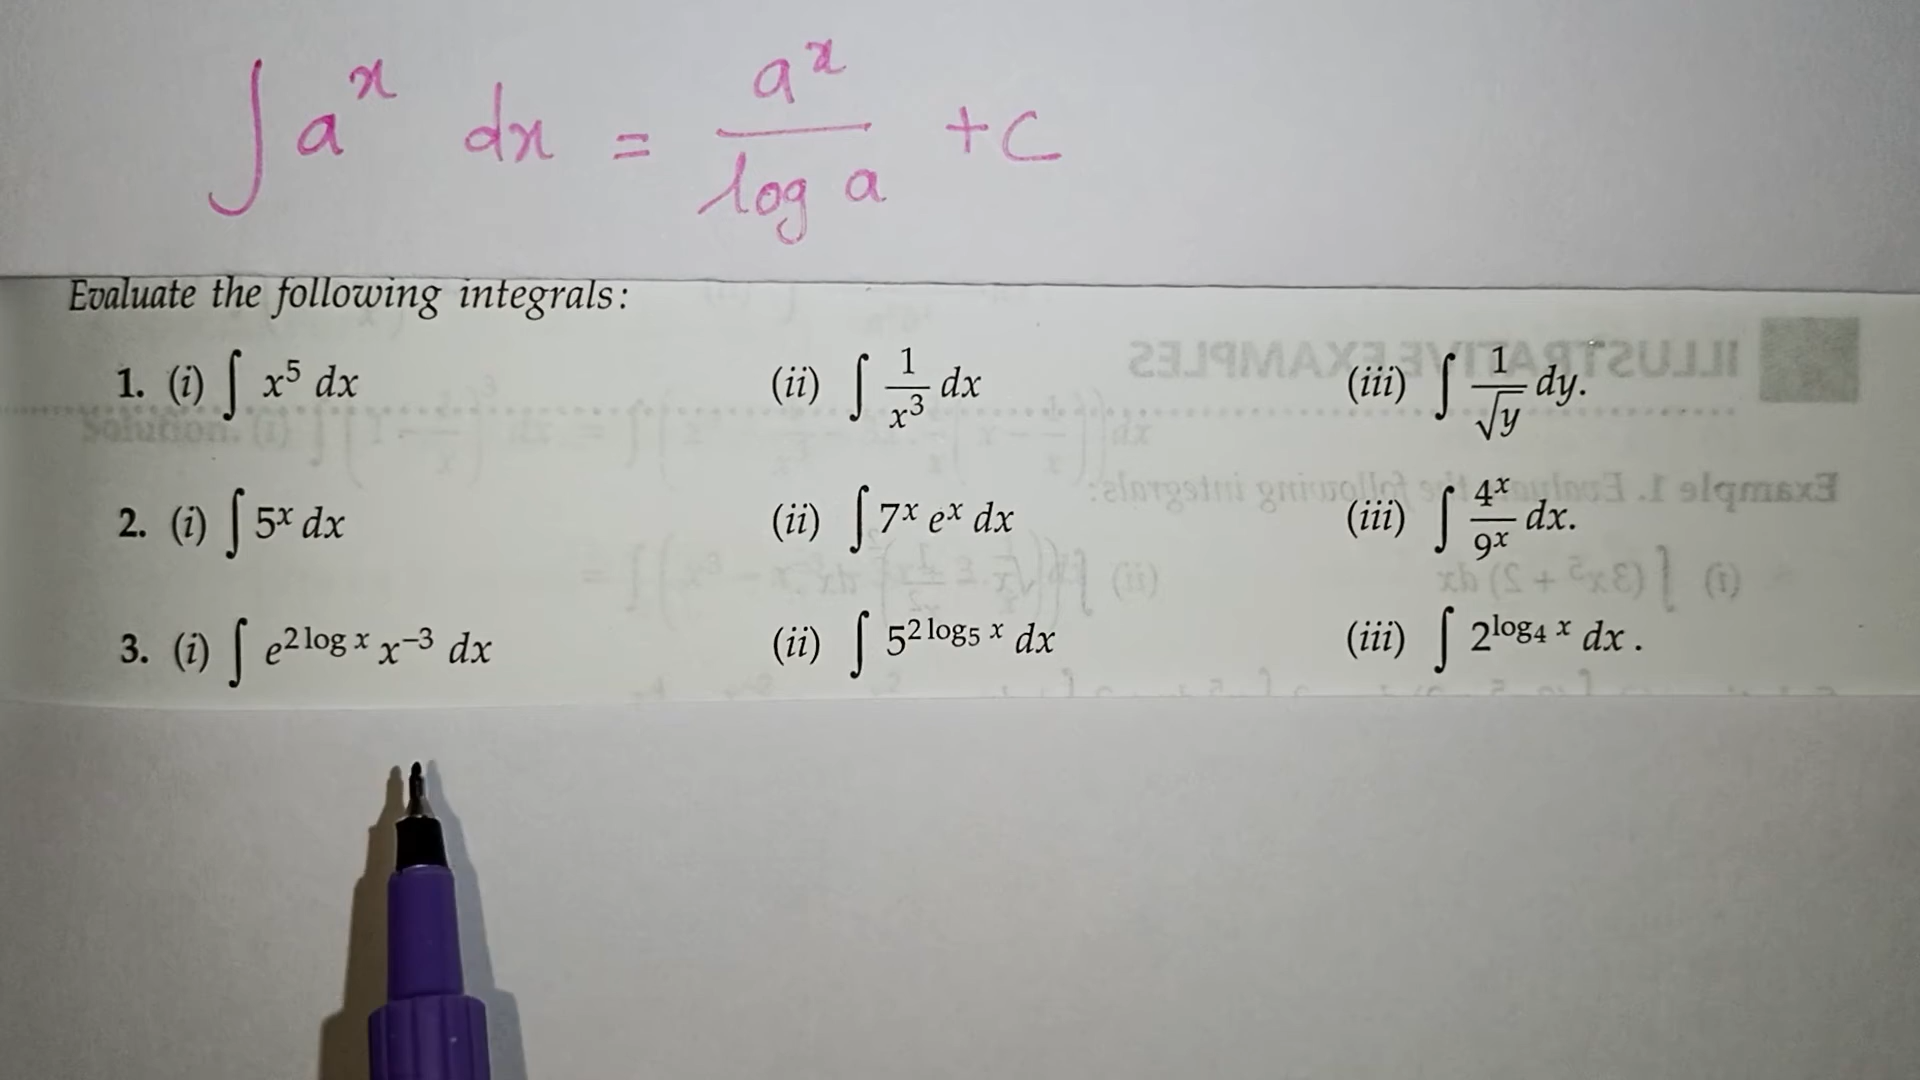 ∫ a^x dx = a^x / log a + c
Evaluate the following integrals:
1. (i) ∫ x^5 dx (ii) ∫ 1/x^3 dx (iii) ∫ 1/√y dy.
2. (i) ∫ 5^x dx (ii) ∫ 7^x e^x dx (iii) ∫ 4^x/9^x dx.
3. (i) ∫ e^(2 log x) x^(-3) dx (ii) ∫ 5^(2 log_5 x) dx (iii) ∫ 2^(log_4 x) dx.